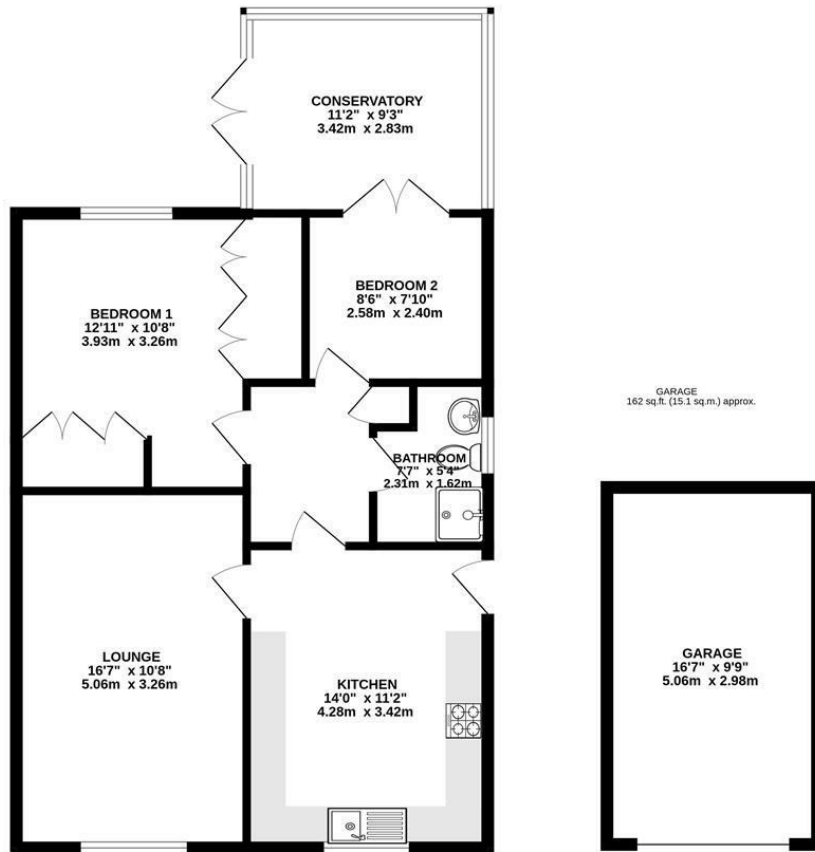 CONSERVATORY
11'2" x 9'3"
3.42m x 2.83m
BEDROOM 1
12'11" x 10'8"
3.93m x 3.26m
BEDROOM 2
8'6" x 7'10"
2.58m x 2.40m
BATHROOM
7'7" x 5'4"
2.31m x 1.62m
LOUNGE
16'7" x 10'8"
5.06m x 3.26m
KITCHEN
14'0" x 11'2"
4.28m x 3.42m
GARAGE
162 sq.ft. (15.1 sq.m.) approx.
GARAGE
16'7" x 9'9"
5.06m x 2.98m